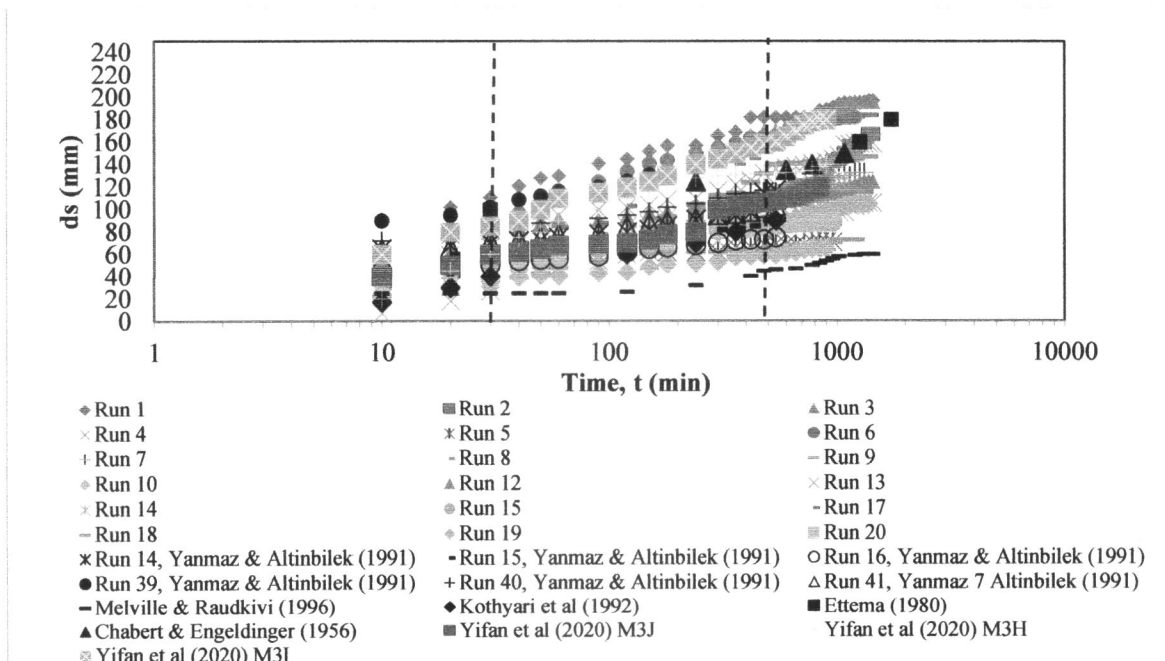 240
220
200
180
160
140
120
100
80
60
40
20
0
ds (mm)
1 10 100 1000 10000
Time, t (min)
Run 1 Run 2 Run 3
Run 4 Run 5 Run 6
Run 7 Run 8 Run 9
Run 10 Run 12 Run 13
Run 14 Run 15 Run 17
Run 18 Run 19 Run 20
Run 14, Yanmaz & Altinbilek (1991) Run 15, Yanmaz & Altinbilek (1991) Run 16, Yanmaz & Altinbilek (1991)
Run 39, Yanmaz & Altinbilek (1991) Run 40, Yanmaz & Altinbilek (1991) Run 41, Yanmaz 7 Altinbilek (1991)
Melville & Raudkivi (1996) Kothyari et al (1992) Ettema (1980)
Chabert & Engeldinger (1956) Yifan et al (2020) M3J Yifan et al (2020) M3H
Yifan et al (2020) M3I